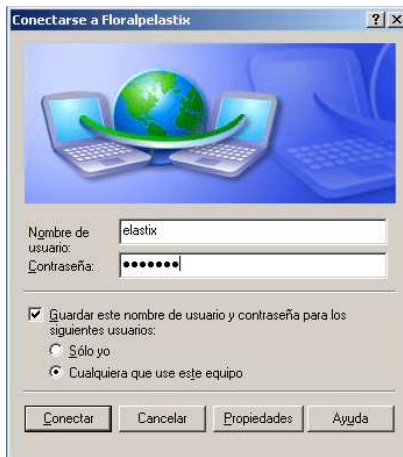 Conectarse a Floralpelastix
Nombre de usuario:
elastix
Contraseña:
●●●●●●●
Guardar este nombre de usuario y contraseña para los
siguientes usuarios:
Sólo yo
Cualquiera que use este equipo
Conectar Cancelar Propiedades Ayuda